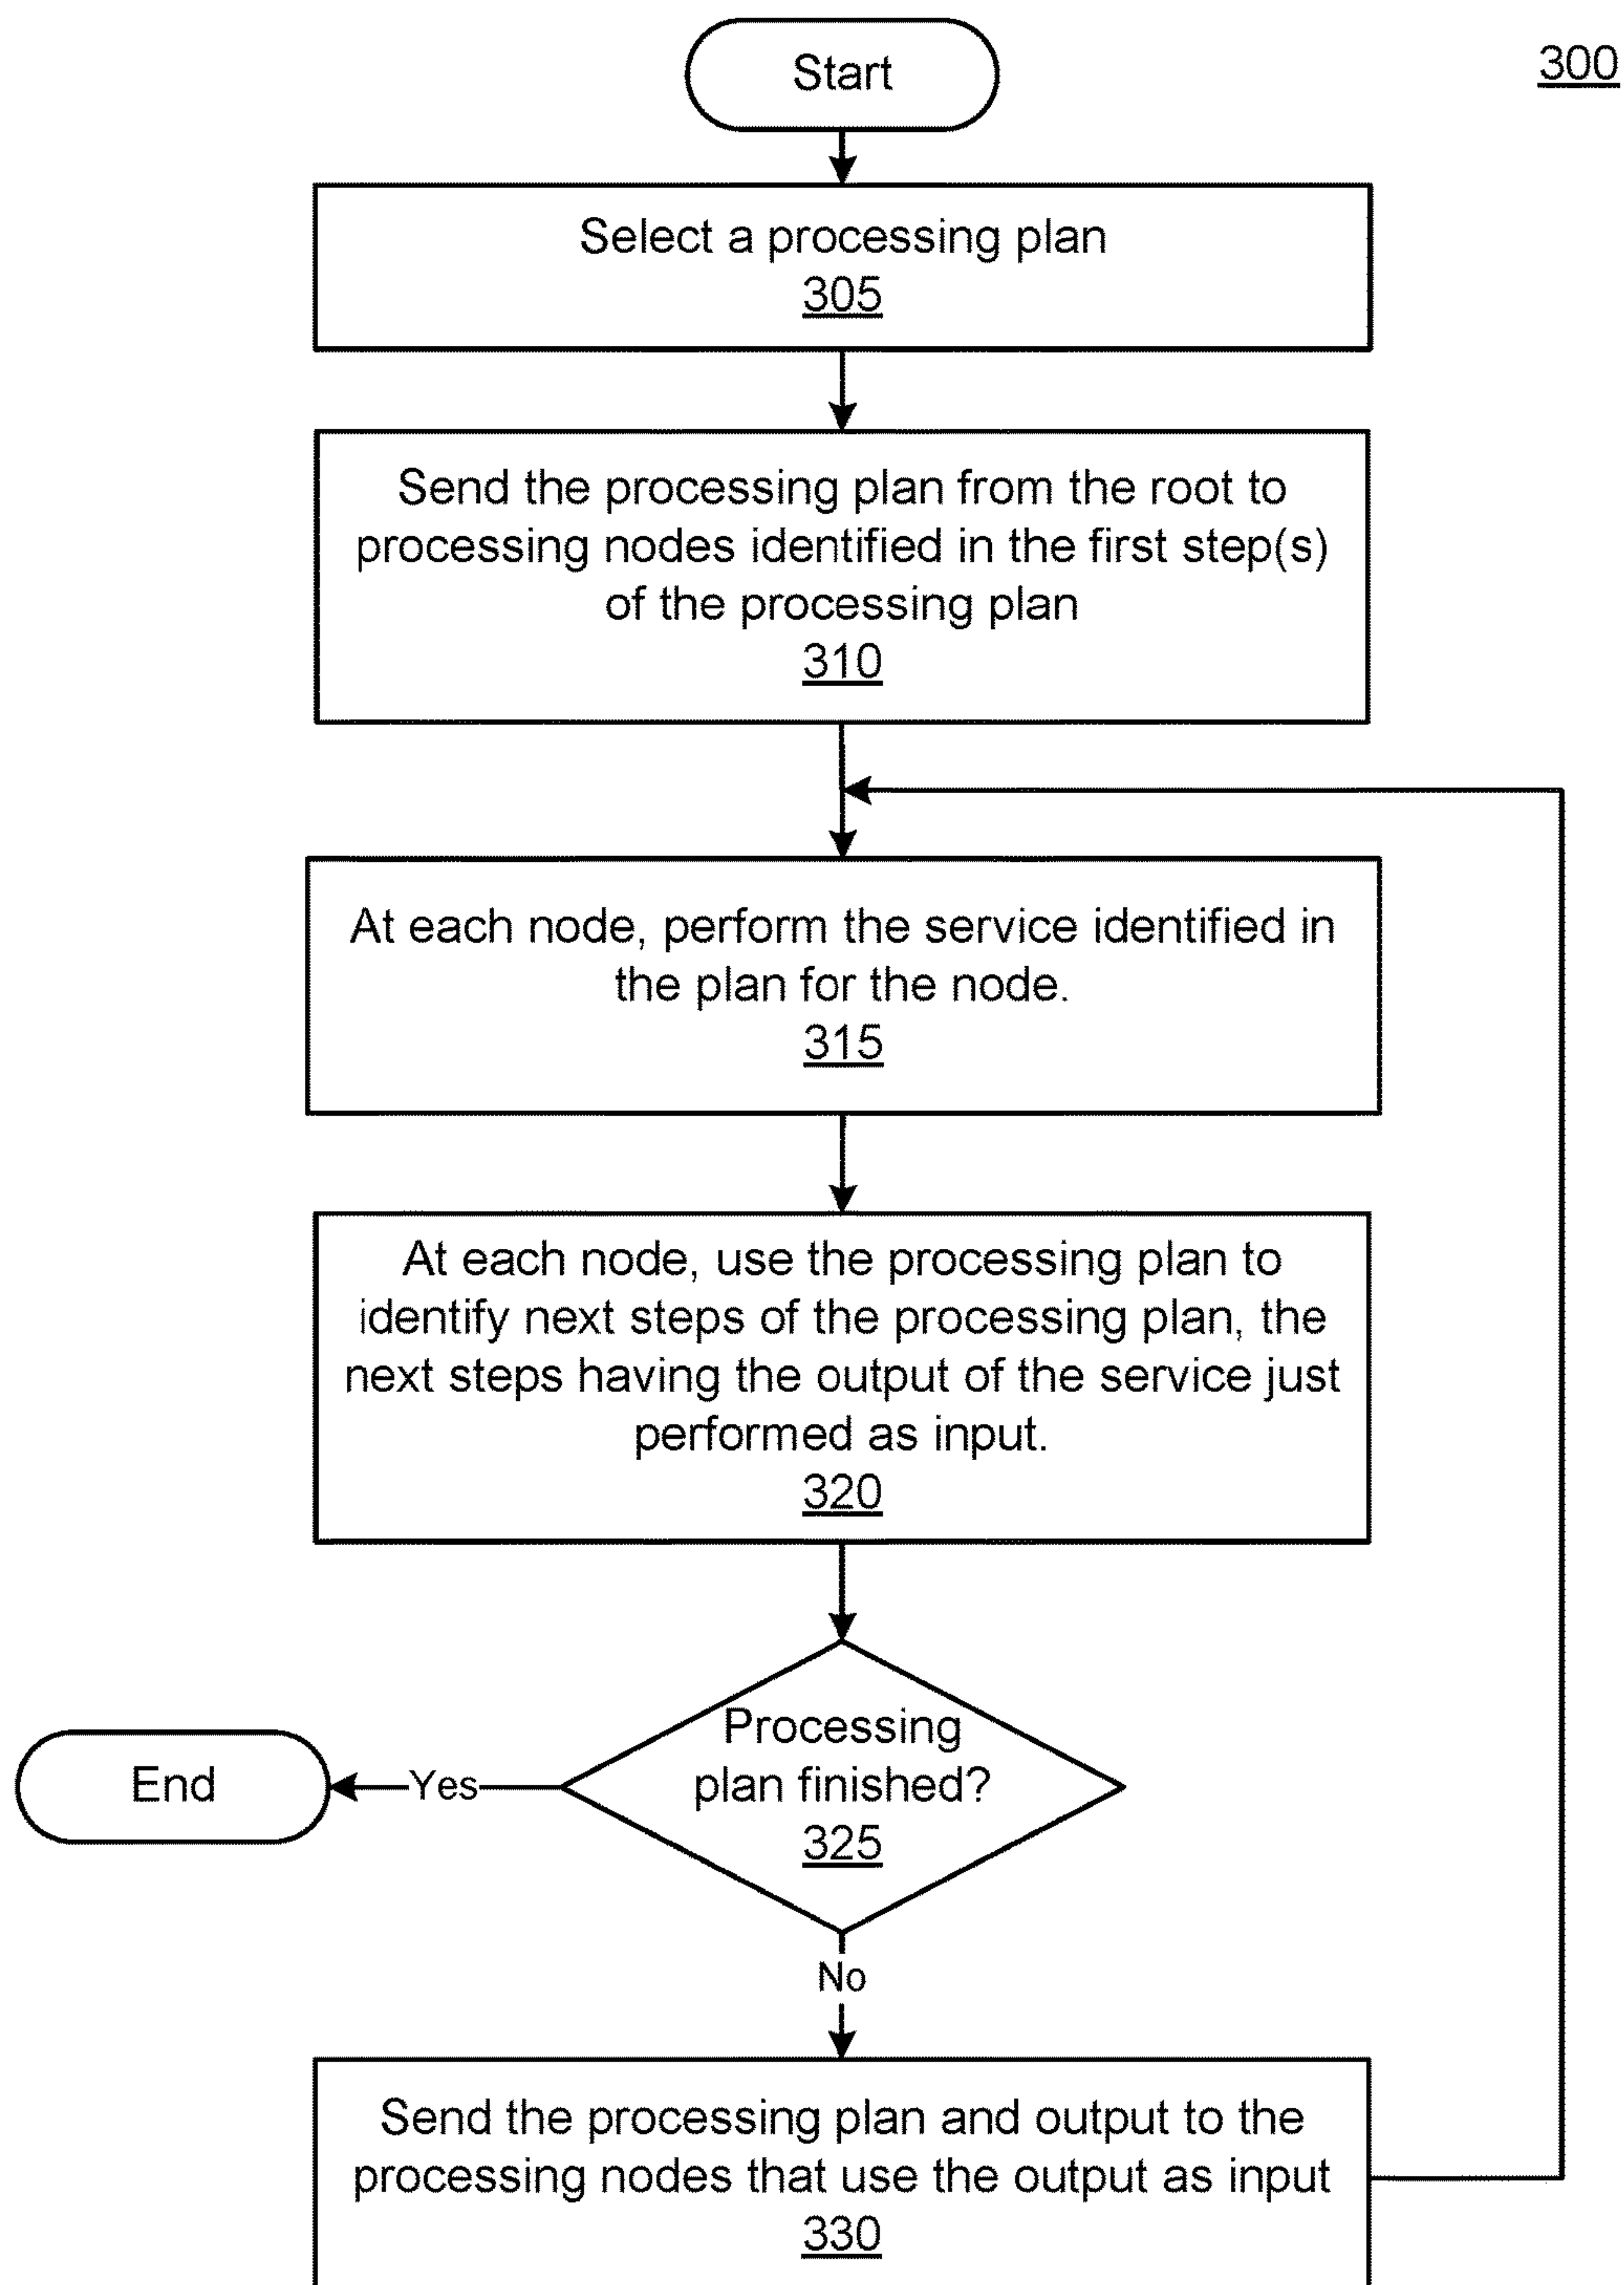 Start
300
Select a processing plan
305
Send the processing plan from the root to
processing nodes identified in the first step(s)
of the processing plan
310
At each node, perform the service identified in
the plan for the node.
315
At each node, use the processing plan to
identify next steps of the processing plan, the
next steps having the output of the service just
performed as input.
320
Processing
plan finished?
325
End
Yes
No
Send the processing plan and output to the
processing nodes that use the output as input
330